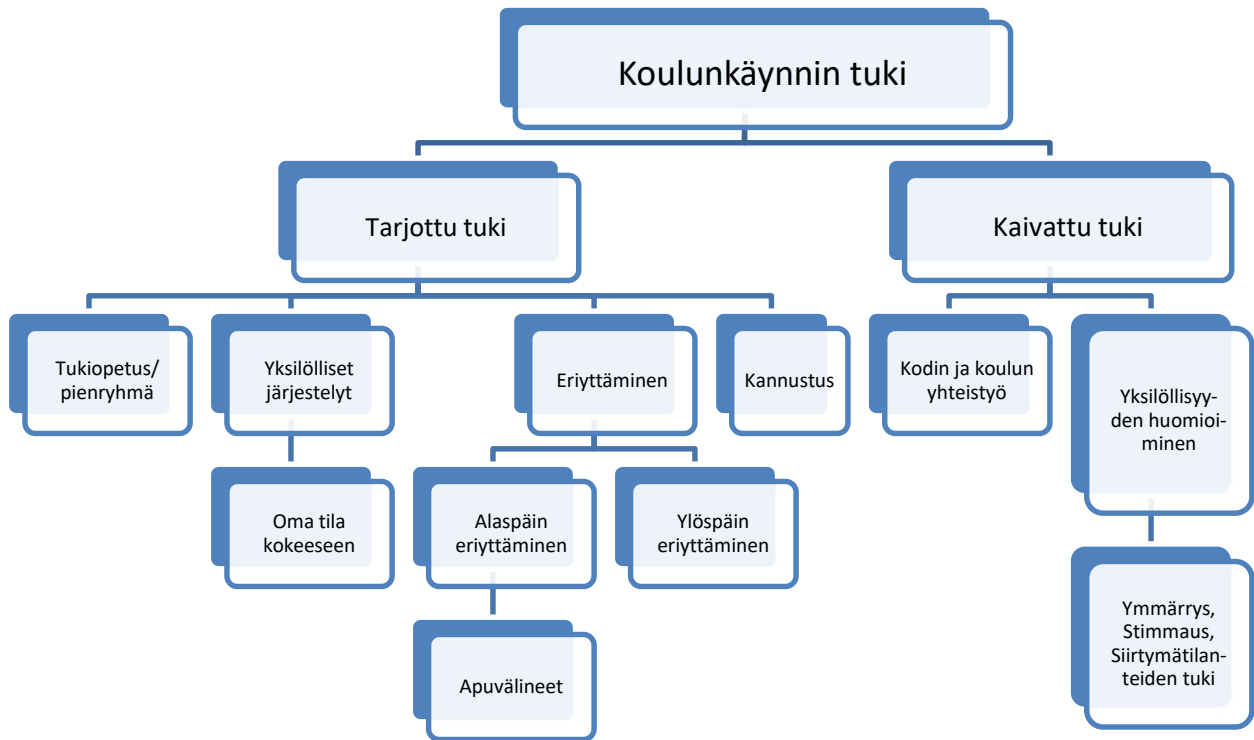 Koulunkäynnin tuki
Tarjottu tuki
Kaivattu tuki
Tukiopetus/
pienryhmä
Yksilölliset
järjestelyt
Eriyttäminen
Kannustus
Kodin ja koulun
yhteistyö
Yksilöllisyy-
den huomioi-
minen
Oma tila
kokeeseen
Alaspäin
eriyttäminen
Ylöspäin
eriyttäminen
Apuvälineet
Ymmärrys,
Stimmaus,
Siirtymätilan-
teiden tuki